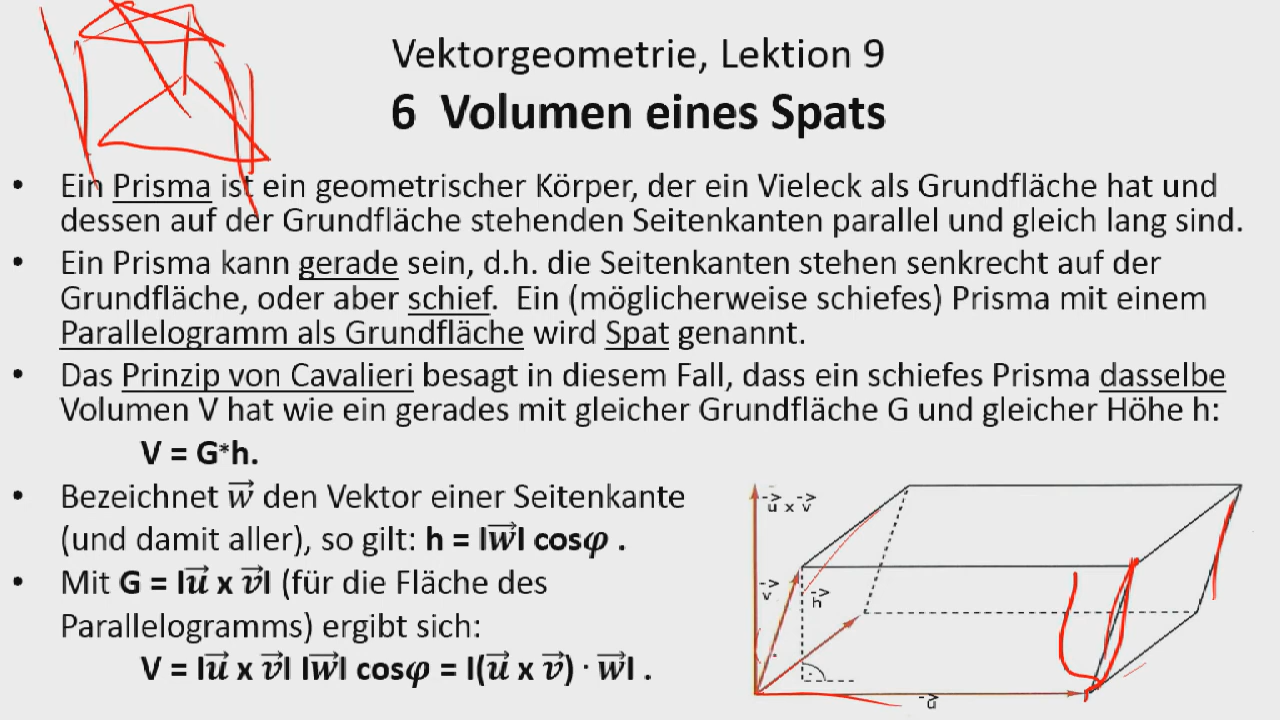 Vektorgeometrie, Lektion 9
6 Volumen eines Spats
• Ein Prisma ist ein geometrischer Körper, der ein Vieleck als Grundfläche hat und
dessen auf der Grundfläche stehenden Seitenkanten parallel und gleich lang sind.
• Ein Prisma kann gerade sein, d.h. die Seitenkanten stehen senkrecht auf der
Grundfläche, oder aber schief. Ein (möglicherweise schiefes) Prisma mit einem
Parallelogramm als Grundfläche wird Spat genannt.
• Das Prinzip von Cavalieri besagt in diesem Fall, dass ein schiefes Prisma dasselbe
Volumen V hat wie ein gerades mit gleicher Grundfläche G und gleicher Höhe h:
V = G*h.
• Bezeichnet w⃗ den Vektor einer Seitenkante
(und damit aller), so gilt: h = |w⃗| cosφ .
• Mit G = |u⃗ x v⃗| (für die Fläche des
Parallelogramms) ergibt sich:
V = |u⃗ x v⃗| |w⃗| cosφ = |(u⃗ x v⃗) · w⃗| .
u⃗ x v⃗
v⃗
h⃗